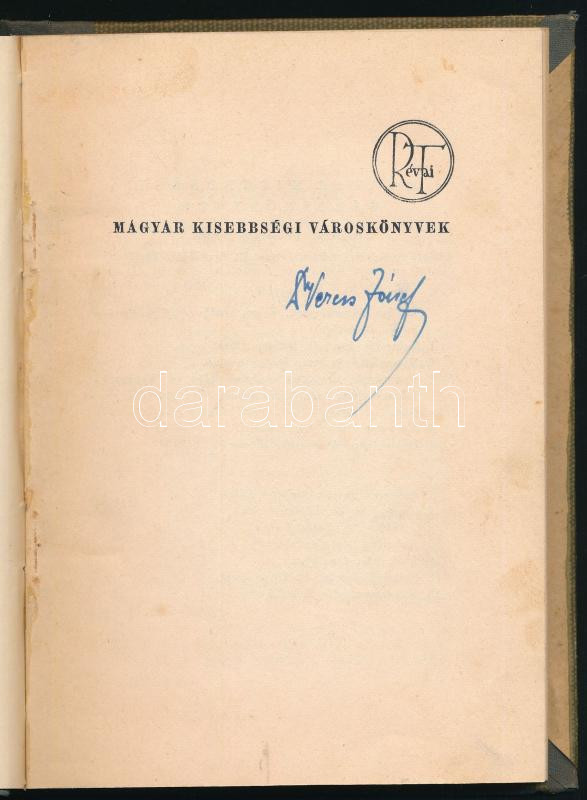 Révai
MAGYAR KISEBBSÉGI VÁROSKÖNYVEK
Dr Veress József
darabanth